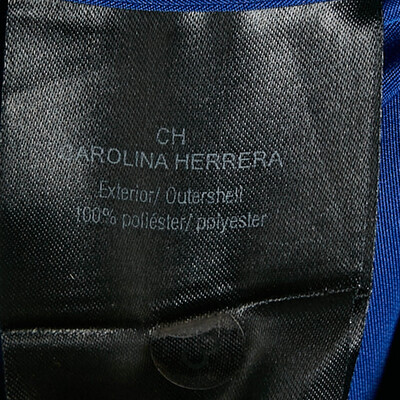 CH
CAROLINA HERRERA
Exterior/ Outershell
100% poliéster/ polyester